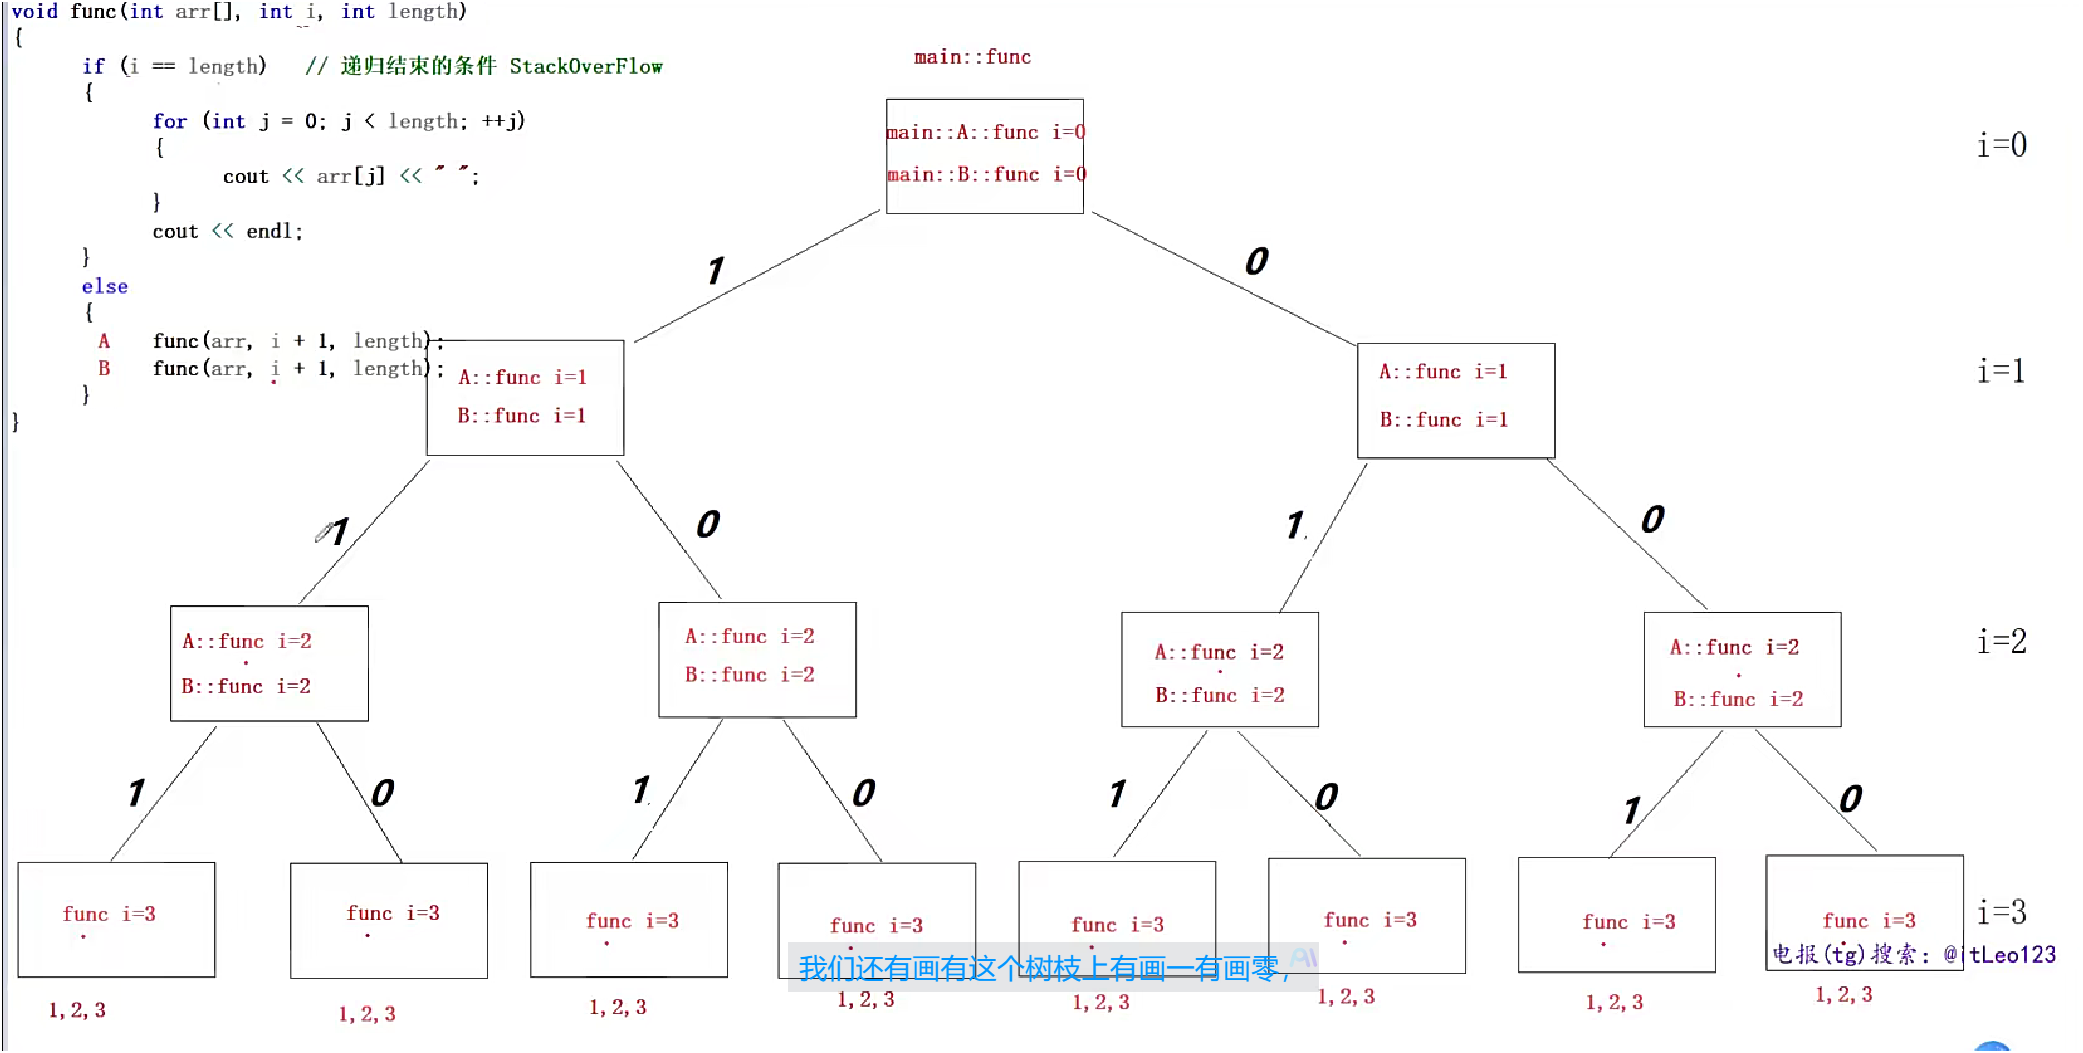 void func(int arr[], int i, int length)
{
if (i == length) // 递归结束的条件 StackOverFlow
{
for (int j = 0; j < length; ++j)
{
cout << arr[j] << " ";
}
cout << endl;
}
else
{
A func(arr, i + 1, length);
B func(arr, i + 1, length);
}
}
main::func
main::A::func i=0
main::B::func i=0
i=0
1
0
A::func i=1
B::func i=1
A::func i=1
B::func i=1
i=1
1
0
1
0
A::func i=2
B::func i=2
A::func i=2
B::func i=2
A::func i=2
B::func i=2
A::func i=2
B::func i=2
i=2
1
0
1
0
1
0
1
0
func i=3
func i=3
func i=3
func i=3
func i=3
func i=3
func i=3
func i=3
i=3
我们还有画有这个树枝上有画一有画零，
AI
电报(tg)搜索: @itLeo123
1,2,3
1,2,3
1,2,3
1,2,3
1,2,3
1,2,3
1,2,3
1,2,3